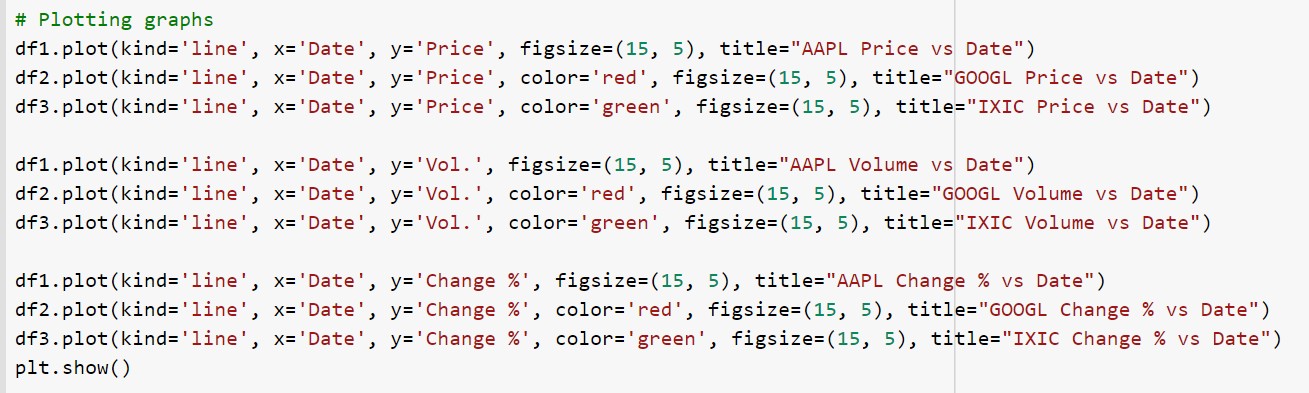 # Plotting graphs
df1.plot(kind='line', x='Date', y='Price', figsize=(15, 5), title="AAPL Price vs Date")
df2.plot(kind='line', x='Date', y='Price', color='red', figsize=(15, 5), title="GOOGL Price vs Date")
df3.plot(kind='line', x='Date', y='Price', color='green', figsize=(15, 5), title="IXIC Price vs Date")

df1.plot(kind='line', x='Date', y='Vol.', figsize=(15, 5), title="AAPL Volume vs Date")
df2.plot(kind='line', x='Date', y='Vol.', color='red', figsize=(15, 5), title="GOOGL Volume vs Date")
df3.plot(kind='line', x='Date', y='Vol.', color='green', figsize=(15, 5), title="IXIC Volume vs Date")

df1.plot(kind='line', x='Date', y='Change %', figsize=(15, 5), title="AAPL Change % vs Date")
df2.plot(kind='line', x='Date', y='Change %', color='red', figsize=(15, 5), title="GOOGL Change % vs Date")
df3.plot(kind='line', x='Date', y='Change %', color='green', figsize=(15, 5), title="IXIC Change % vs Date")
plt.show()